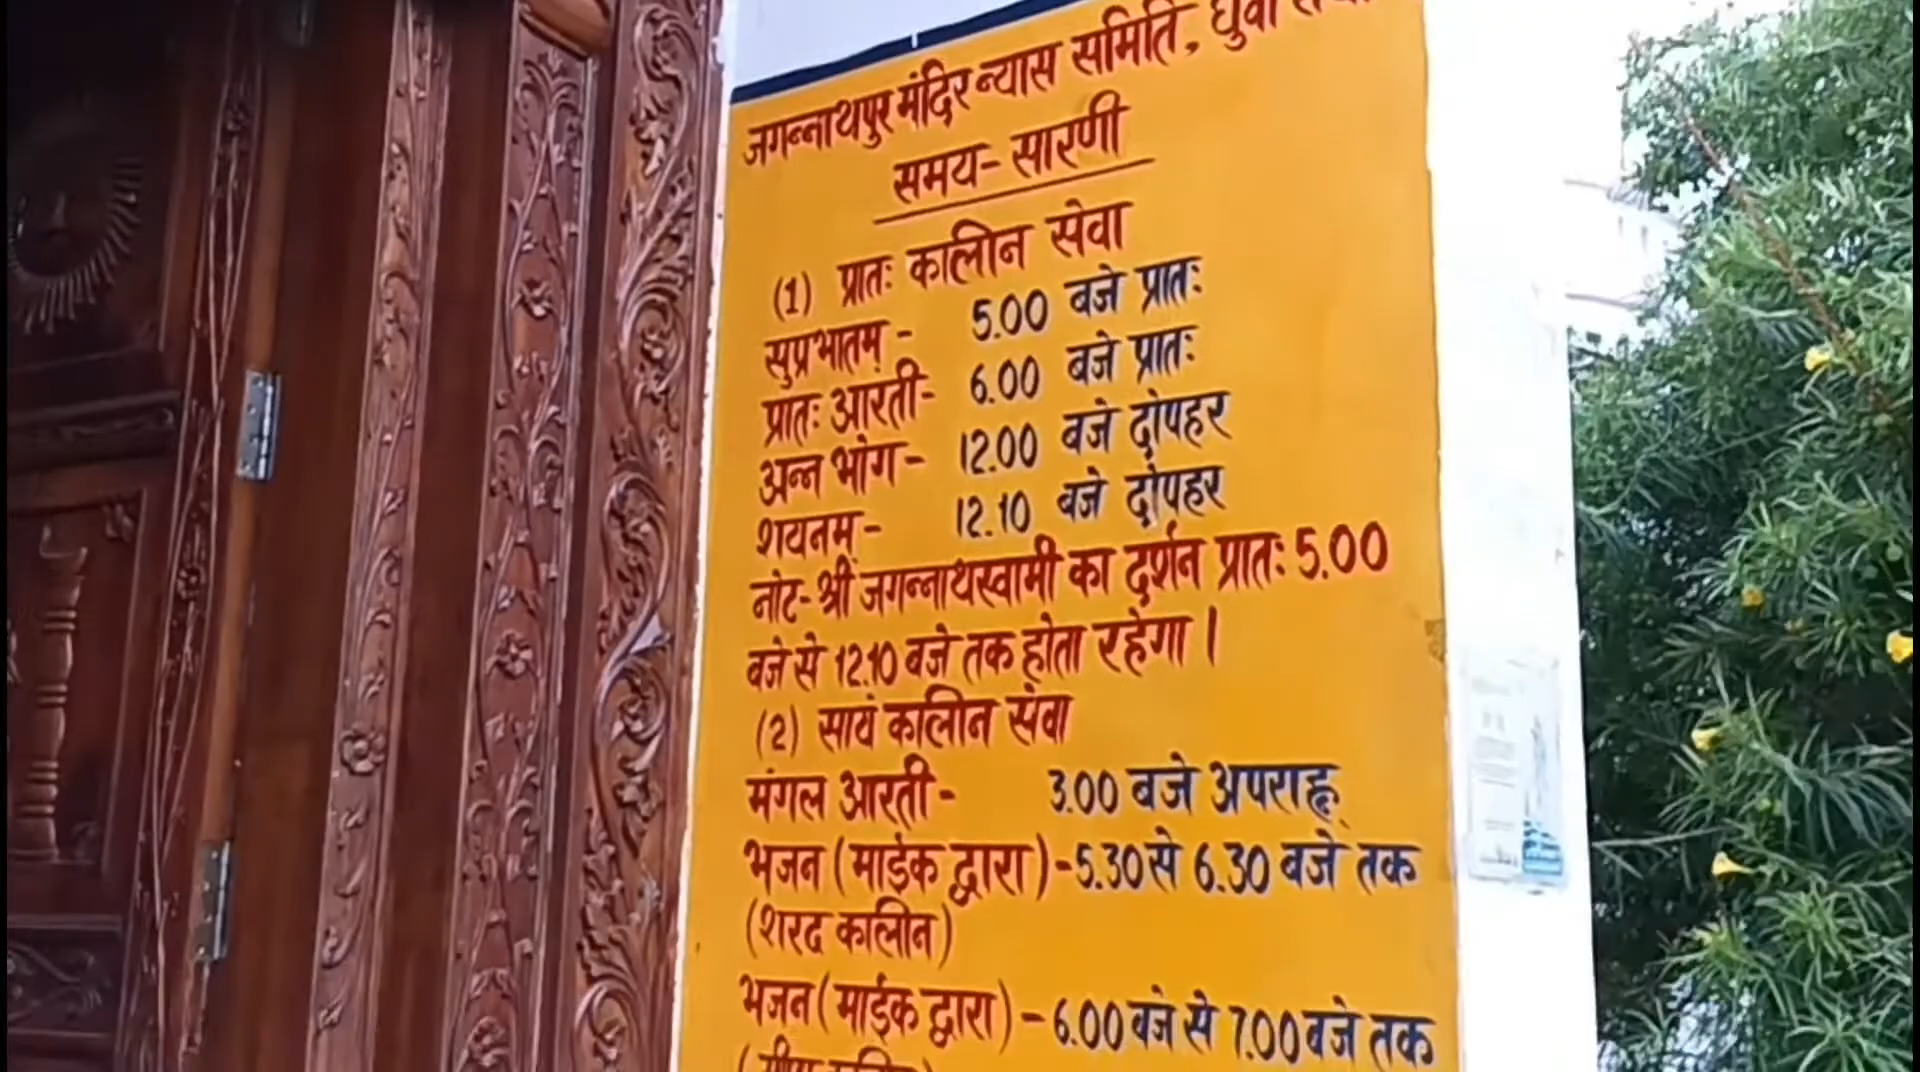 जगन्नाथपुर मंदिर न्यास समिति, धुर्वा
समय- सारणी
(1) प्रातः कालीन सेवा
सुप्रभातम् - 5.00 बजे प्रातः
प्रातः आरती- 6.00 बजे प्रातः
अन्न भोग- 12.00 बजे दोपहर
शयनम् - 12.10 बजे दोपहर
नोट- श्री जगन्नाथस्वामी का दर्शन प्रातः 5.00
बजे से 12.10 बजे तक होता रहेगा।
(2) सायं कालीन सेवा
मंगल आरती- 3.00 बजे अपराह्न
भजन (माईक द्वारा)-5.30 से 6.30 बजे तक
(शरद कालीन)
भजन (माईक द्वारा) - 6.00 बजे से 7.00 बजे तक